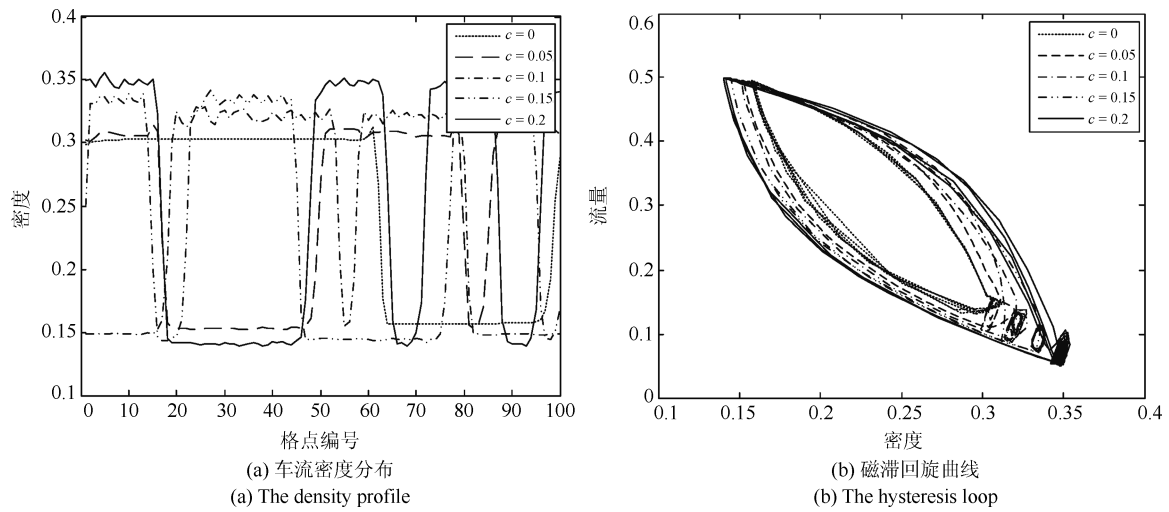 0.4
0.35
0.3
0.25
0.2
0.15
0.1
密度
c = 0
c = 0.05
c = 0.1
c = 0.15
c = 0.2
0 10 20 30 40 50 60 70 80 90 100
格点编号
(a) 车流密度分布
(a) The density profile
0.6
0.5
0.4
0.3
0.2
0.1
0
流量
c = 0
c = 0.05
c = 0.1
c = 0.15
c = 0.2
0.1 0.15 0.2 0.25 0.3 0.35 0.4
密度
(b) 磁滞回旋曲线
(b) The hysteresis loop